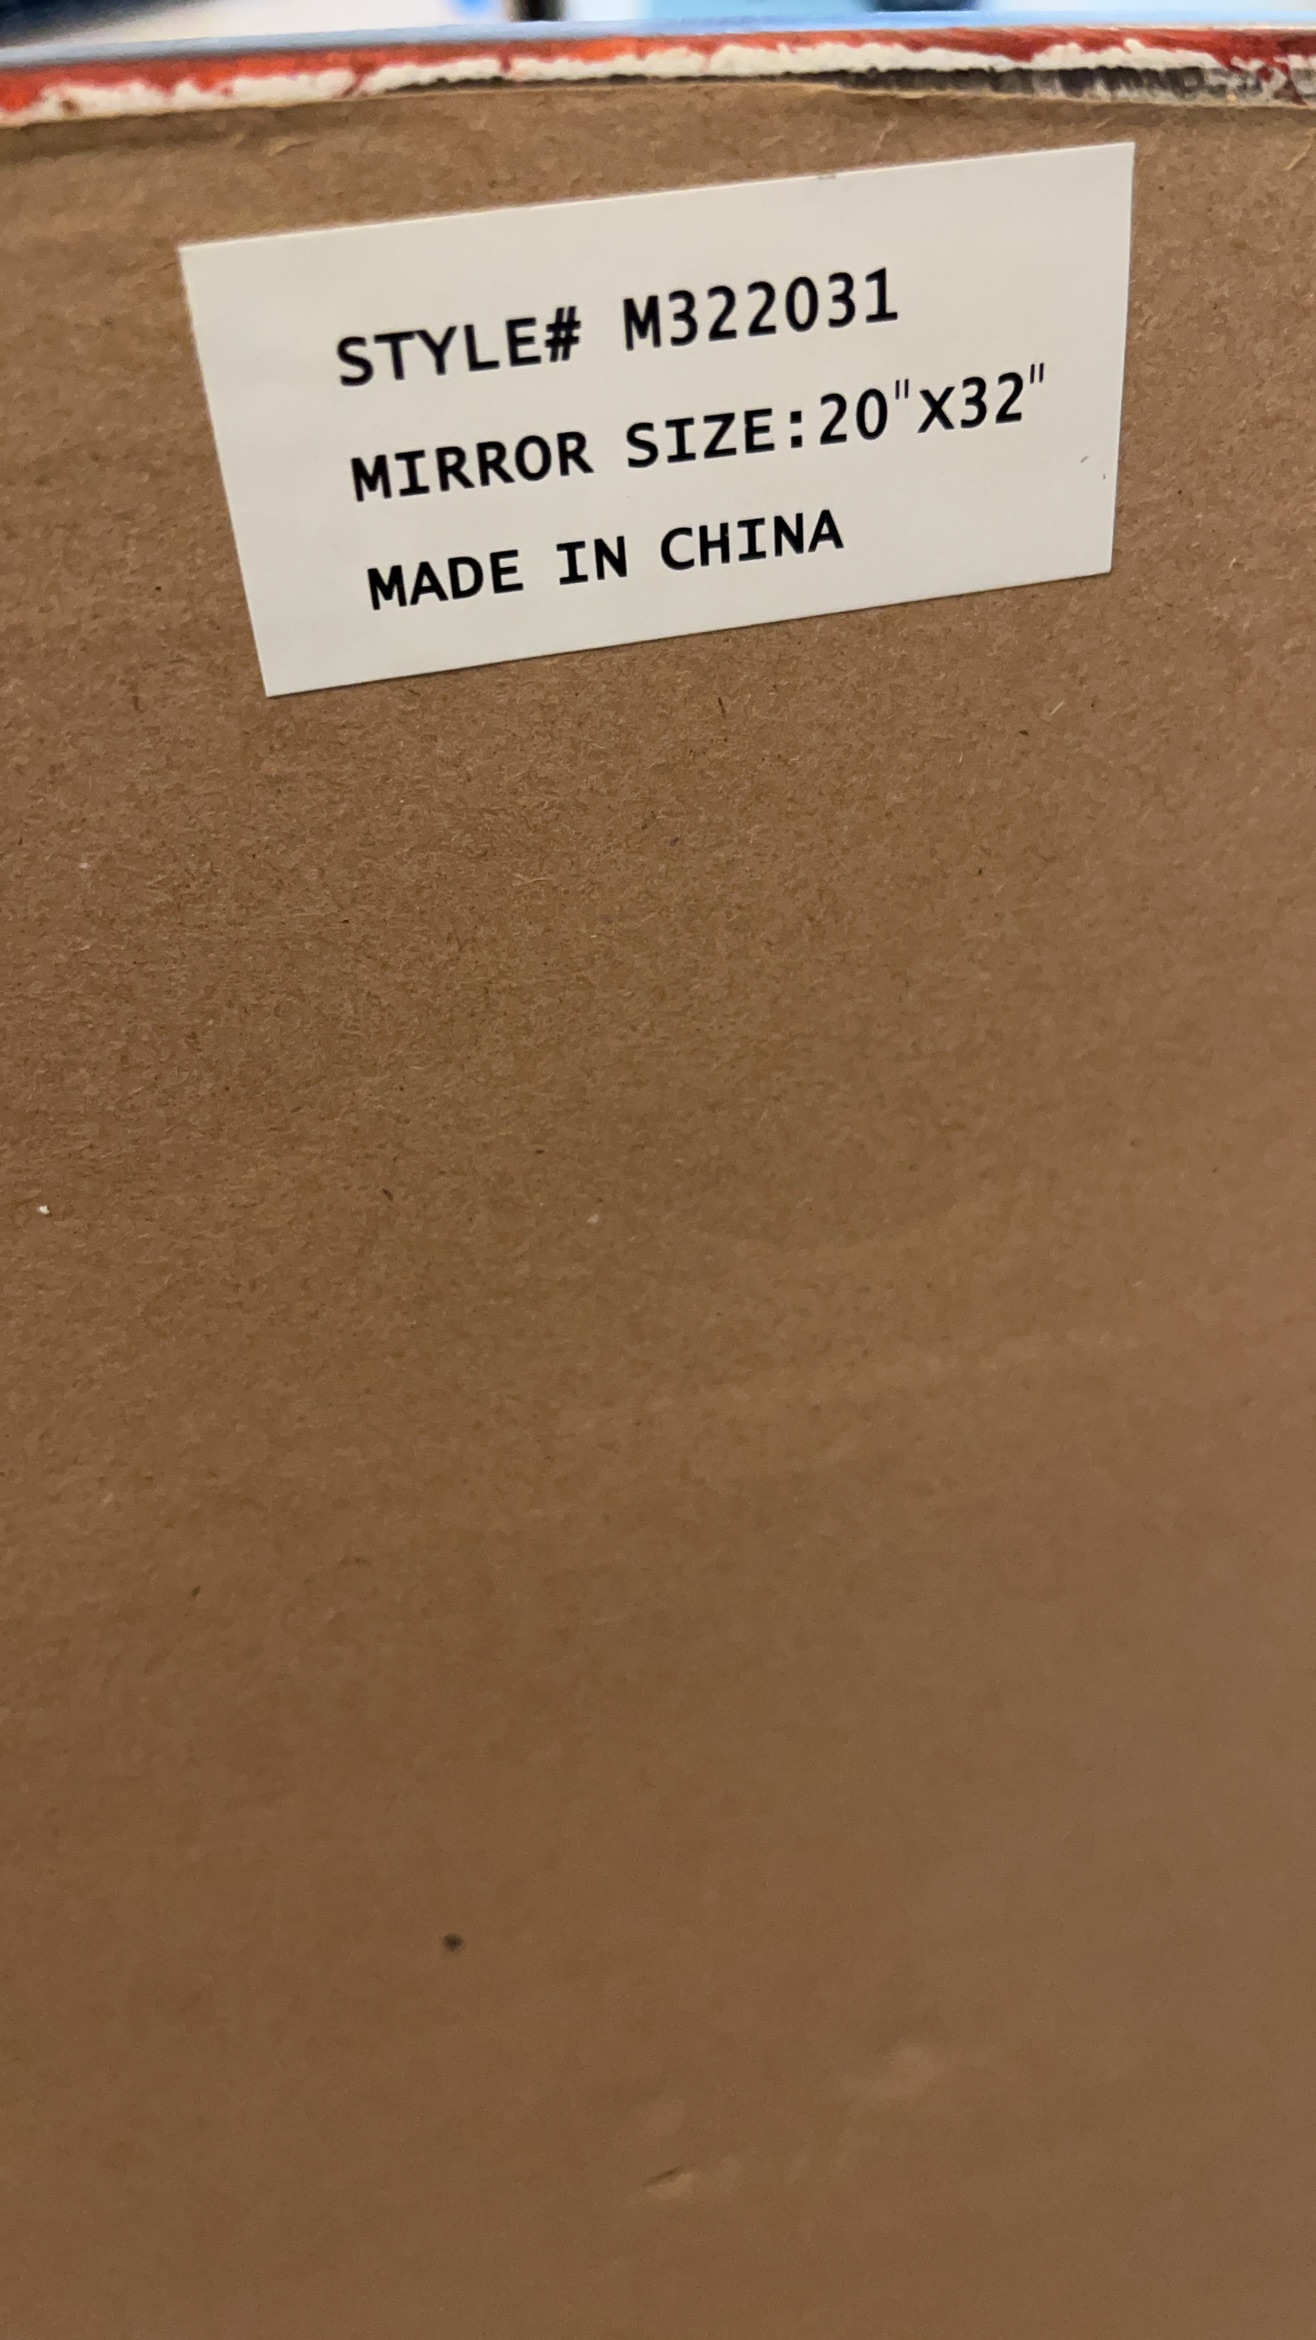 STYLE# M322031
MIRROR SIZE:20"X32"
MADE IN CHINA